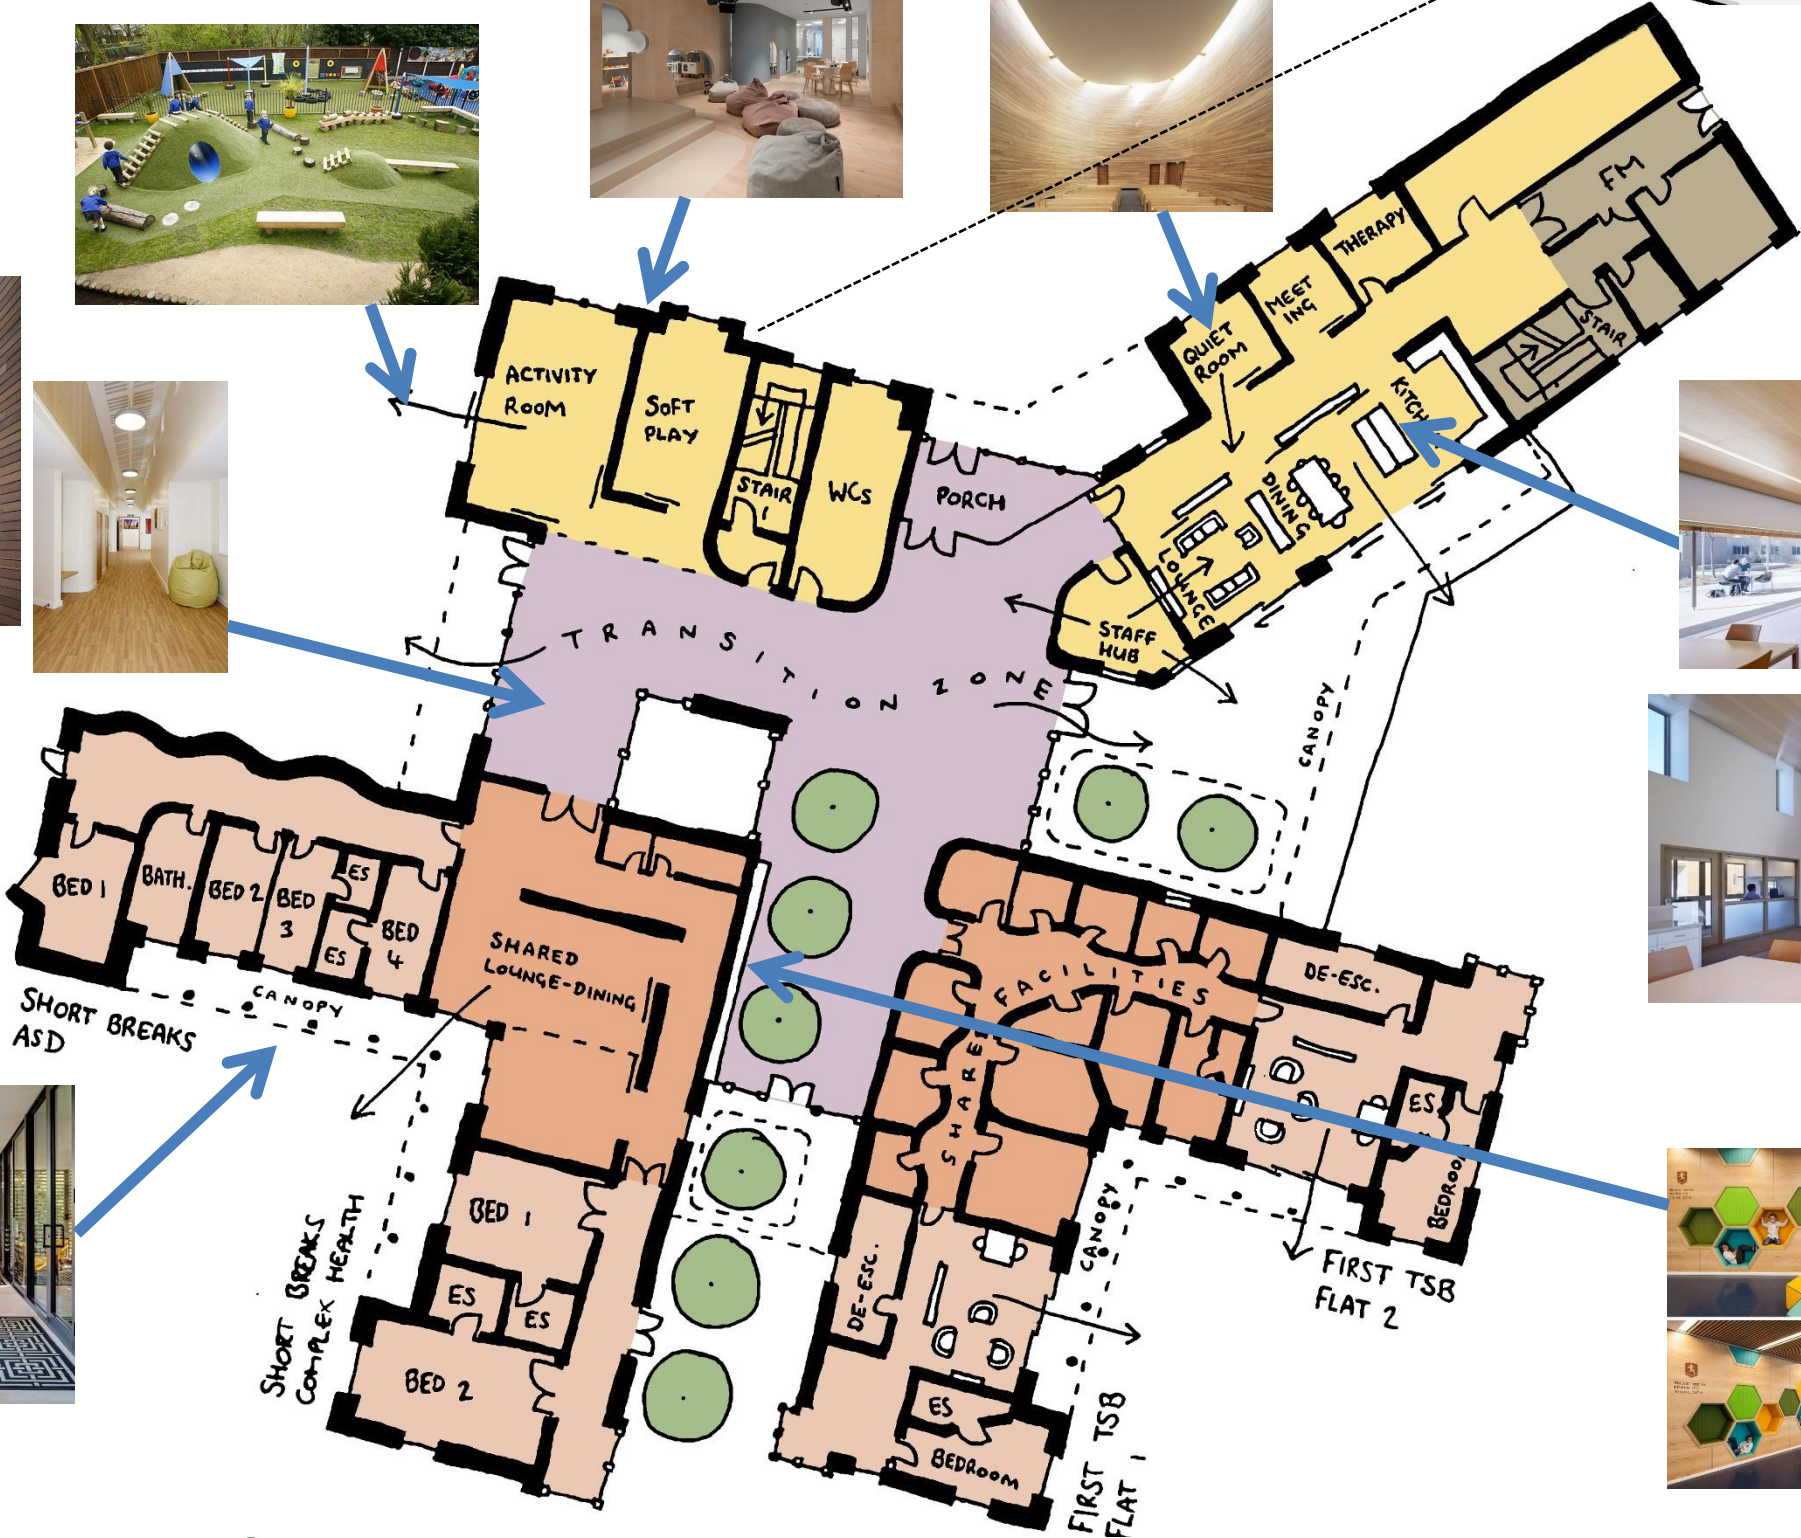 THERAPY
FM
MEET
ING
QUIET
ROOM
STAIR
ACTIVITY
ROOM
SOFT
PLAY
STAIR
1
WCS
PORCH
DINING
LOUNGE
STAFF
HUB
TRANSITION ZONE
CANOPY
BED 1
BATH.
BED 2
BED
3
ES
ES
BED
4
SHARED
LOUNGE-DINING
CANOPY
SHORT BREAKS
ASD
FACILITIES
DE-ESC.
ES
BEDROOM
FIRST TSB
FLAT 2
CANOPY
BED 1
ES
ES
BED 2
SHORT BREAKS
COMPLEX HEALTH
DE-ESC.
ES
BEDROOM
FIRST TSB
FLAT 1